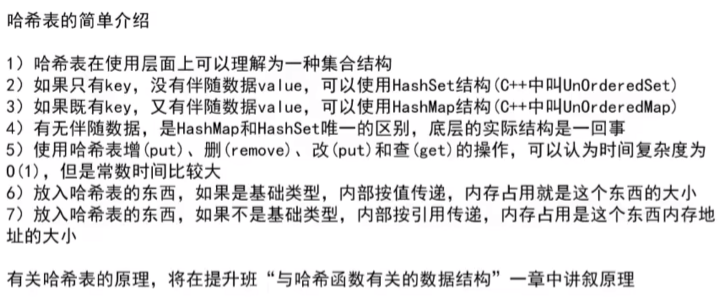 哈希表的简单介绍
1）哈希表在使用层面上可以理解为一种集合结构
2）如果只有key，没有伴随数据value，可以使用HashSet结构(C++中叫UnOrderedSet)
3）如果既有key，又有伴随数据value，可以使用HashMap结构(C++中叫UnOrderedMap)
4）有无伴随数据，是HashMap和HashSet唯一的区别，底层的实际结构是一回事
5）使用哈希表增(put)、删(remove)、改(put)和查(get)的操作，可以认为时间复杂度为
O(1)，但是常数时间比较大
6）放入哈希表的东西，如果是基础类型，内部按值传递，内存占用就是这个东西的大小
7）放入哈希表的东西，如果不是基础类型，内部按引用传递，内存占用是这个东西内存地
址的大小
有关哈希表的原理，将在提升班“与哈希函数有关的数据结构”一章中讲叙原理